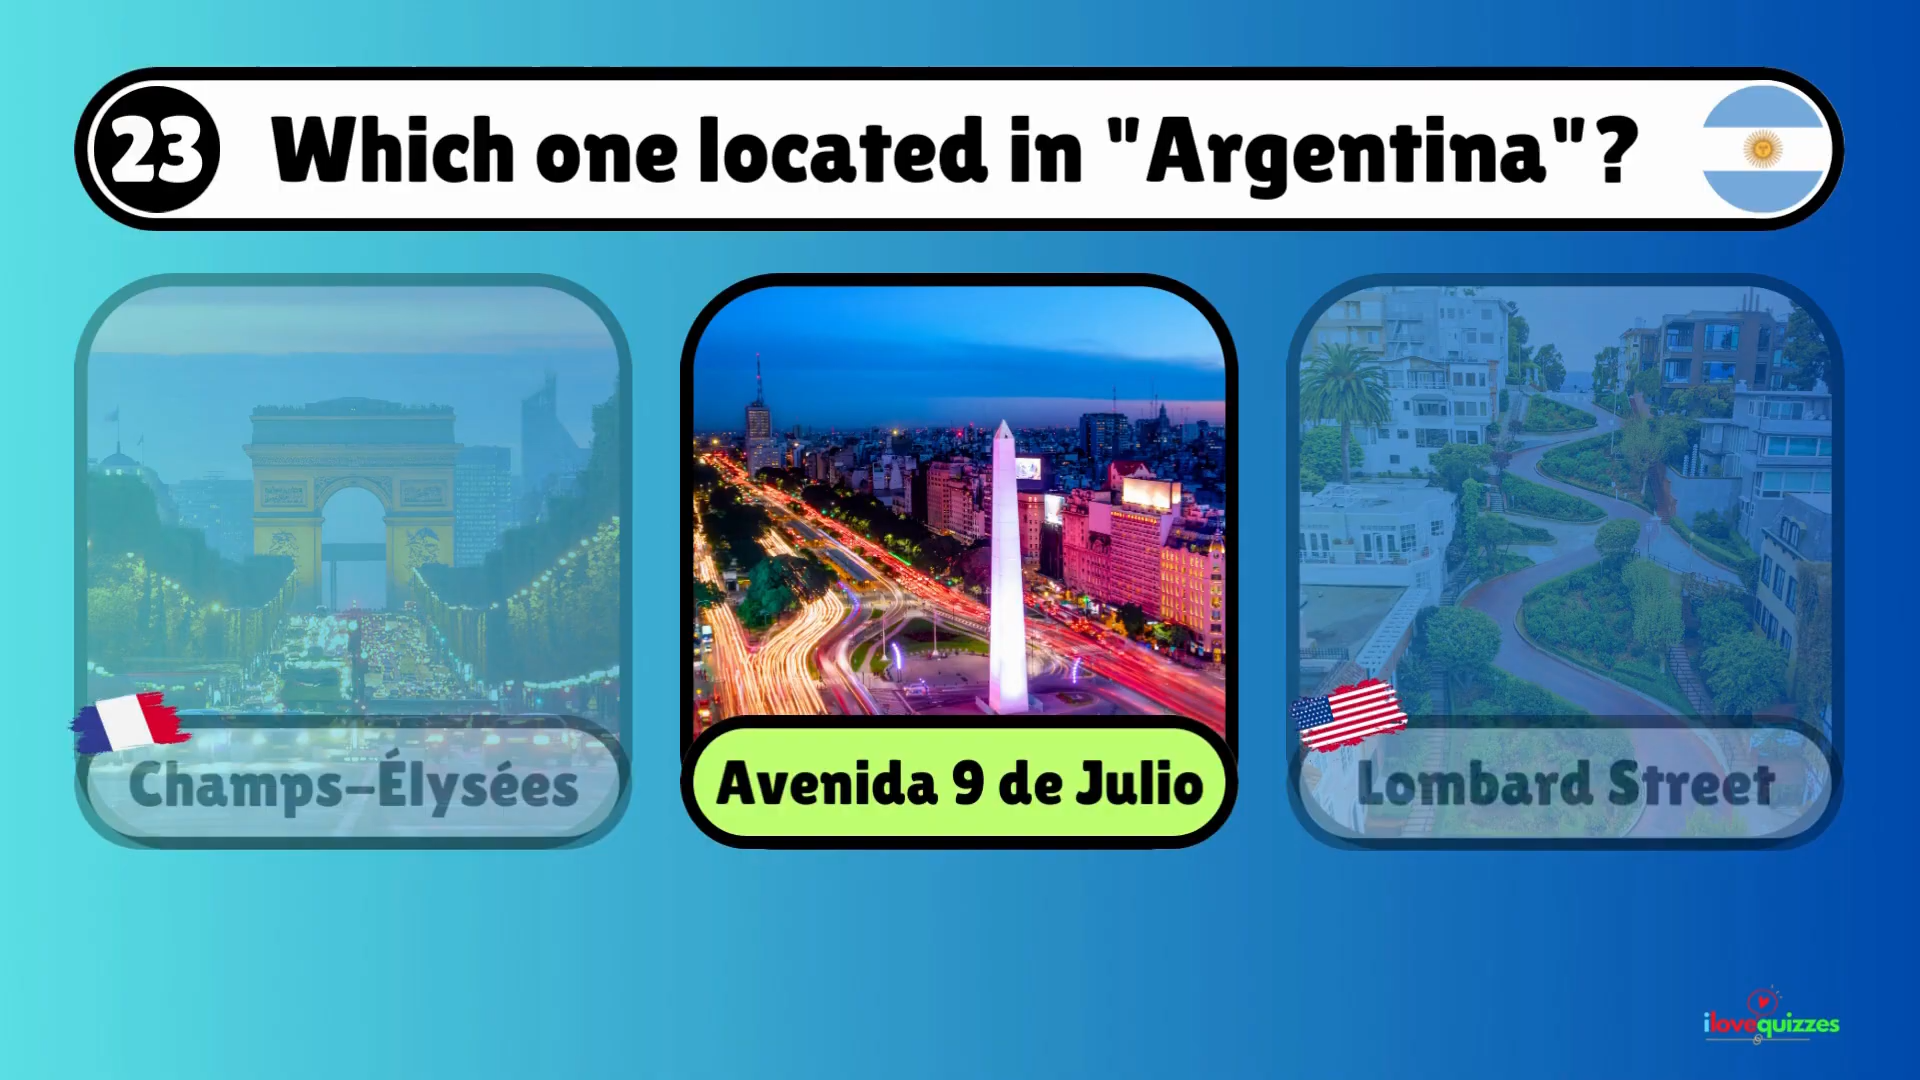 23
Which one located in "Argentina"?
Champs-Élysées
Avenida 9 de Julio
Lombard Street
ilovequizzes